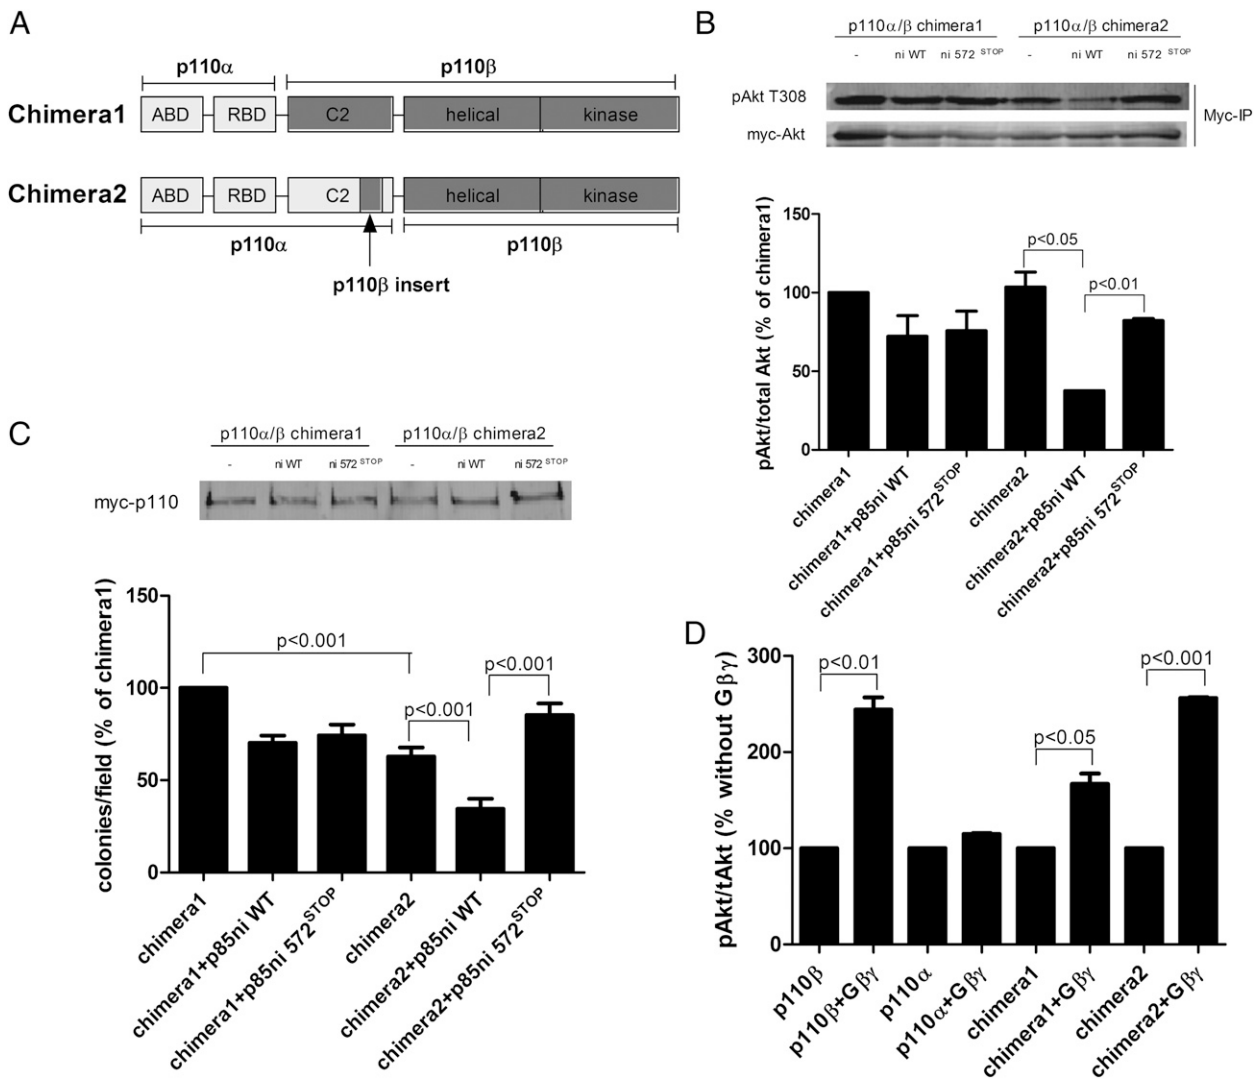 A
p110α p110β
Chimera1 ABD RBD C2 helical kinase
Chimera2 ABD RBD C2 helical kinase
p110α p110β
p110β insert
B
p110α/β chimera1 p110α/β chimera2
- ni WT ni 572 STOP - ni WT ni 572 STOP
pAkt T308
myc-Akt
Myc-IP
pAkt/total Akt (% of chimera1)
150
100
50
0
p<0.05
p<0.01
chimera1
chimera1+p85ni WT
chimera1+p85ni 572STOP
chimera2
chimera2+p85ni WT
chimera2+p85ni 572STOP
C
p110α/β chimera1 p110α/β chimera2
- ni WT ni 572 STOP - ni WT ni 572 STOP
myc-p110
colonies/field (% of chimera1)
150
100
50
0
p<0.001
p<0.001
p<0.001
chimera1
chimera1+p85ni WT
chimera1+p85ni 572STOP
chimera2
chimera2+p85ni WT
chimera2+p85ni 572STOP
D
pAkt/tAkt (% without Gβγ)
300
200
100
0
p<0.01
p<0.05
p<0.001
p110β
p110β+Gβγ
p110α
p110α+Gβγ
chimera1
chimera1+Gβγ
chimera2
chimera2+Gβγ